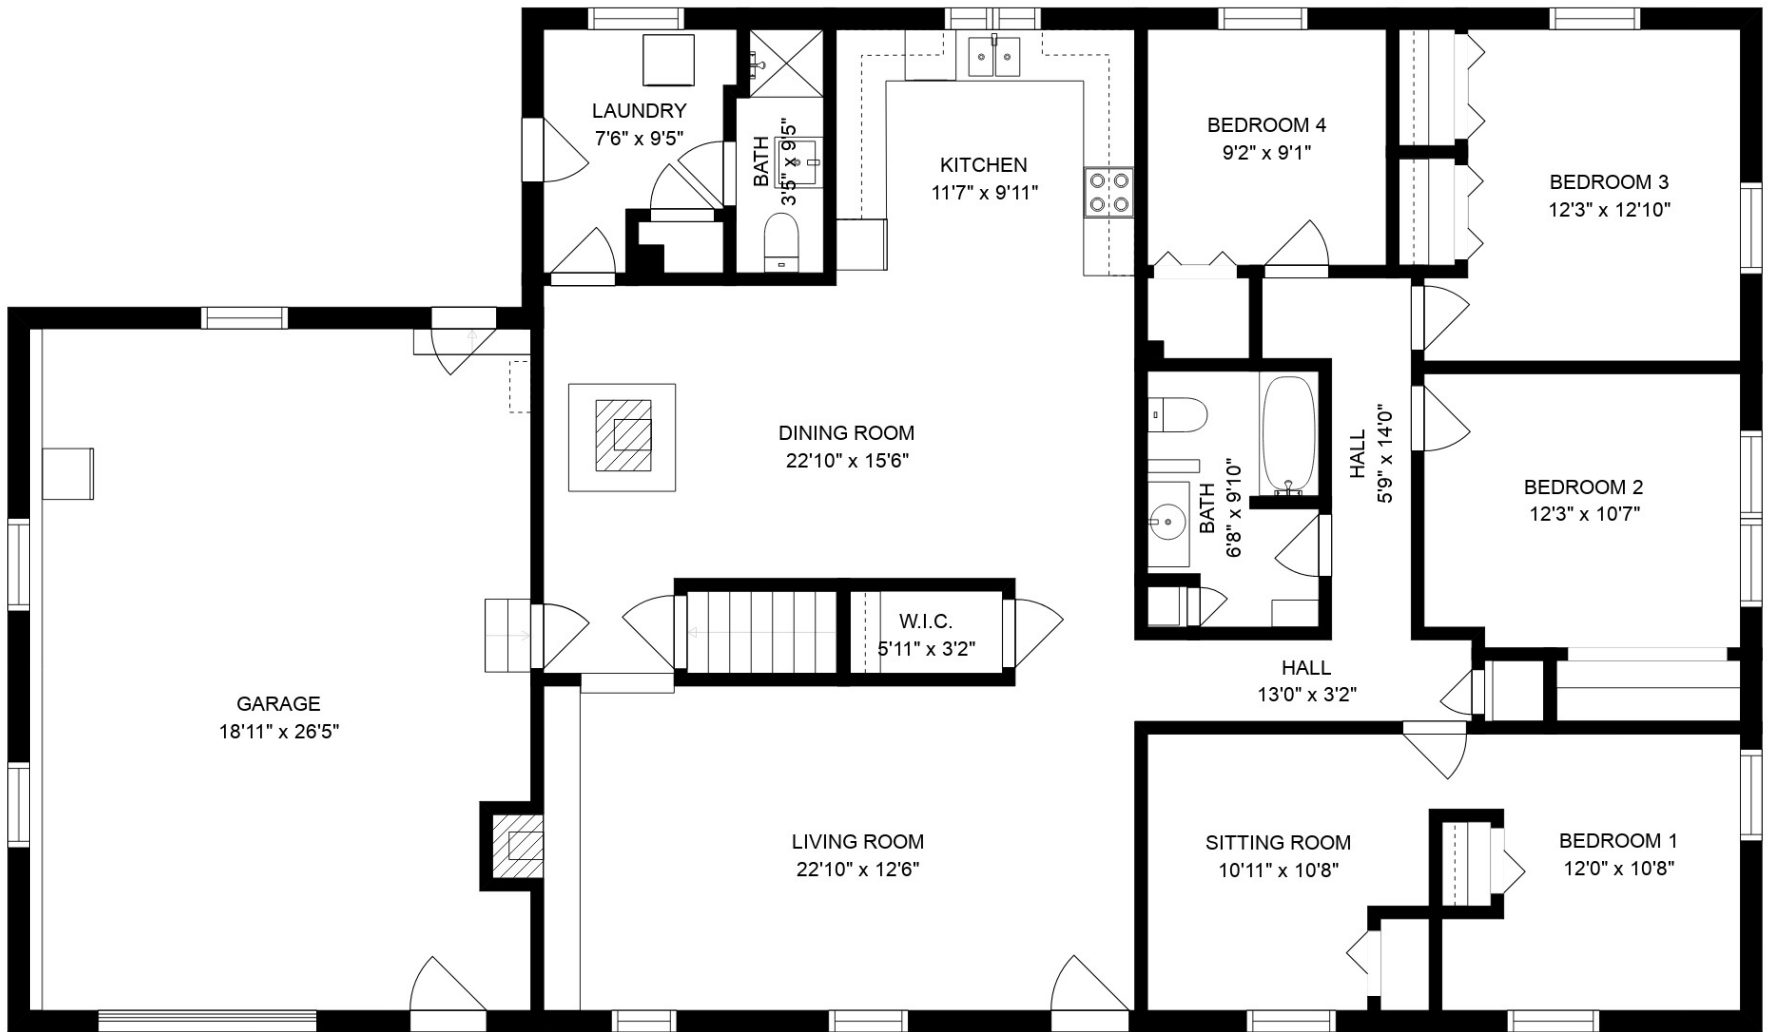 LAUNDRY
7'6" x 9'5"
BATH
3'5" x 9'5"
KITCHEN
11'7" x 9'11"
BEDROOM 4
9'2" x 9'1"
BEDROOM 3
12'3" x 12'10"
DINING ROOM
22'10" x 15'6"
BATH
6'8" x 9'10"
HALL
5'9" x 14'0"
BEDROOM 2
12'3" x 10'7"
W.I.C.
5'11" x 3'2"
HALL
13'0" x 3'2"
GARAGE
18'11" x 26'5"
LIVING ROOM
22'10" x 12'6"
SITTING ROOM
10'11" x 10'8"
BEDROOM 1
12'0" x 10'8"